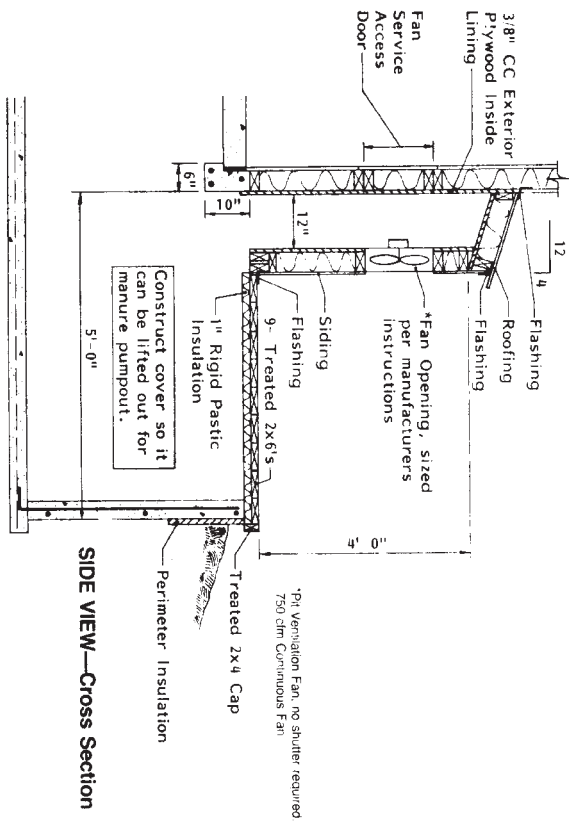 3/8" CC Exterior
Plywood Inside
Lining
Fan
Service
Access
Door
12
4
Flashing
Roofing
Flashing
*Fan Opening, sized
per manufacturers
instructions
Siding
Flashing
9- Treated 2x6's
1" Rigid Pastic
Insulation
Construct cover so it
can be lifted out for
manure pumpout.
6"
10"
12"
5'-0"
4' 0"
*Pit Ventilation Fan, no shutter required
750 cfm Continuous Fan
Treated 2x4 Cap
Perimeter Insulation
SIDE VIEW—Cross Section